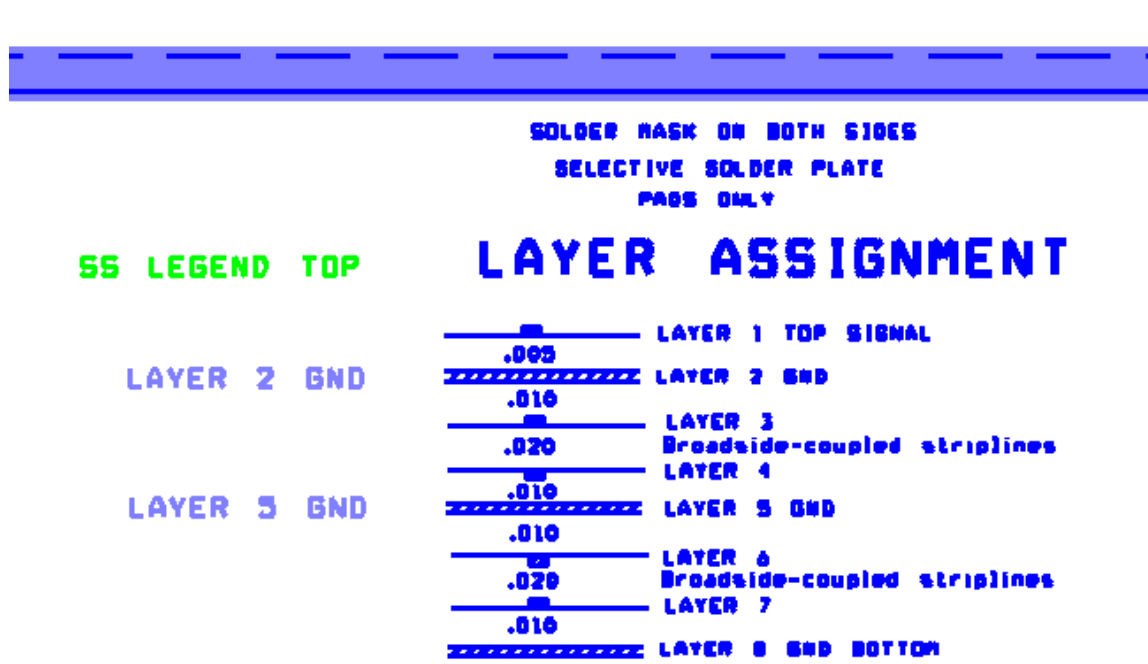 SOLDER MASK ON BOTH SIDES
SELECTIVE SOLDER PLATE
PADS ONLY
SS LEGEND TOP
LAYER ASSIGNMENT
LAYER 1 TOP SIGNAL
.005
LAYER 2 GND
LAYER 2 GND
.010
LAYER 3
.020
Broadside-coupled striplines
LAYER 4
.010
LAYER 5 GND
LAYER 5 GND
.010
LAYER 6
.020
Broadside-coupled striplines
LAYER 7
.010
LAYER 8 GND BOTTOM